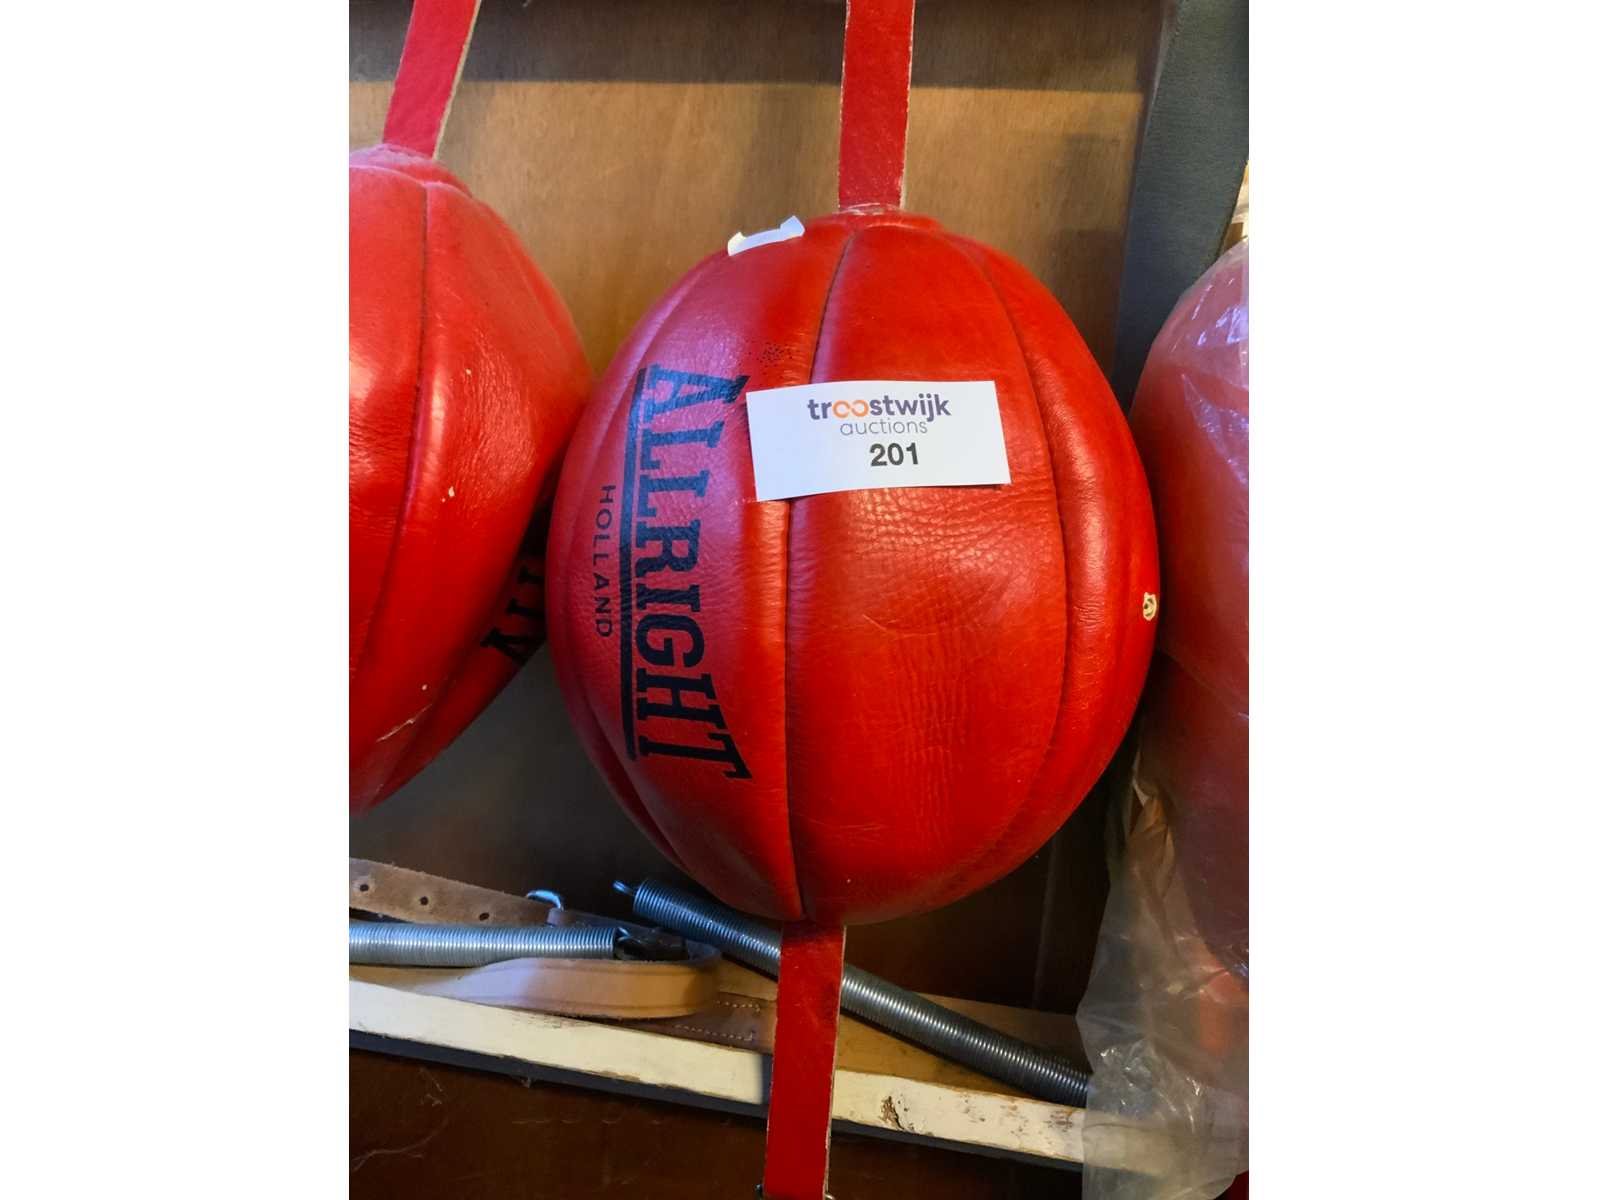 troostwijk
auctions
201
ALLRIGHT
HOLLAND